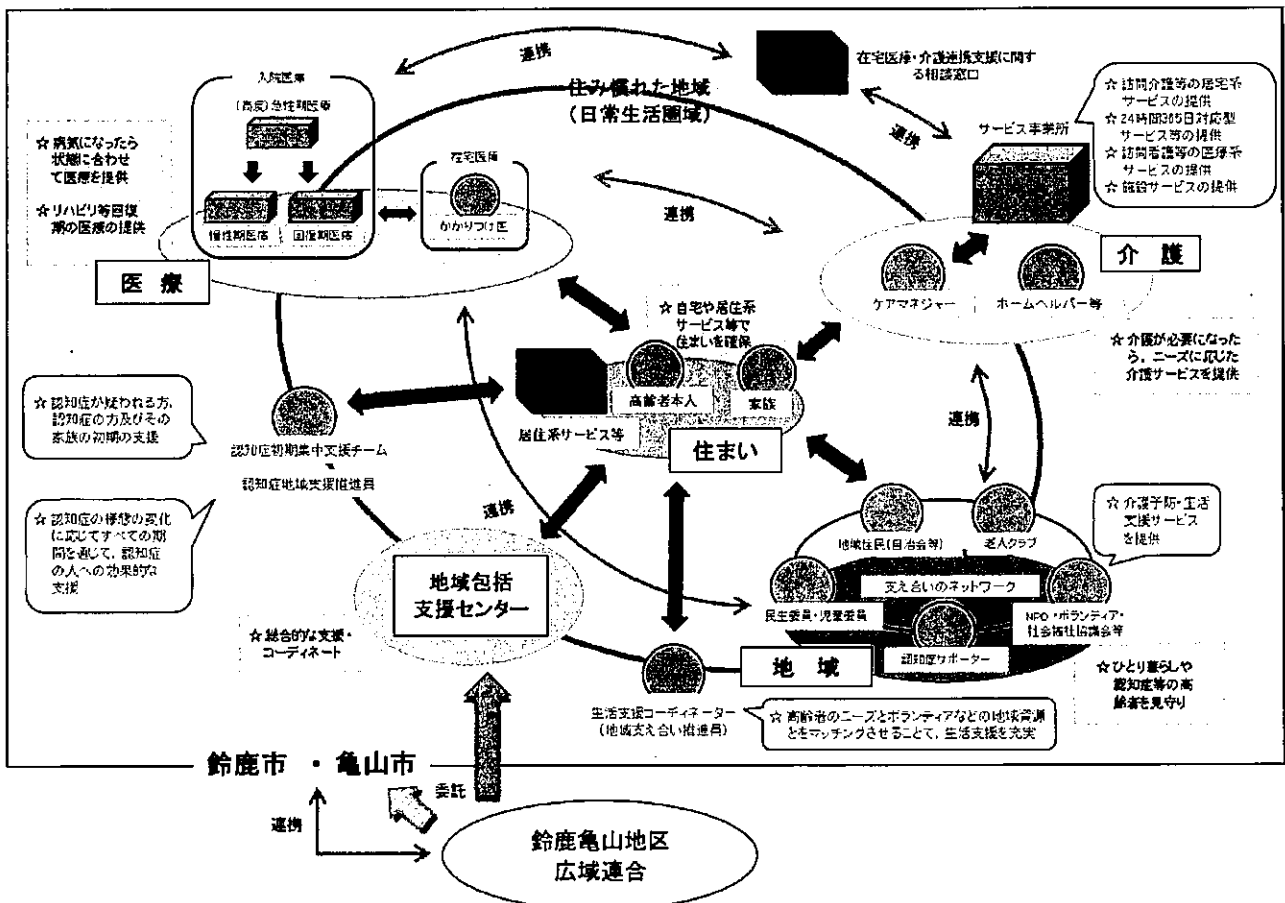 連携
在宅医療・介護連携支援に関す
る相談窓口
入院医療
(高度)急性期医療
住み慣れた地域
(日常生活圏域)
☆ 訪問介護等の居宅系
サービスの提供
☆ 24時間365日対応型
サービス等の提供
☆ 訪問看護等の医療系
サービスの提供
☆ 施設サービスの提供
連携
サービス事業所
☆ 病気になったら
状態に合わせ
て医療を提供
☆ リハビリ等回復
期の医療の提供
在宅医療
連携
慢性期医療
回復期医療
かかりつけ医
医 療
介 護
ケアマネジャー
ホームヘルパー等
☆ 自宅や居住系
サービス等で
住まいを確保
☆ 介護が必要になった
ら、ニーズに応じた
介護サービスを提供
高齢者本人
家族
☆ 認知症が疑われる方、
認知症の方及びその
家族の初期の支援
居住系サービス等
住まい
連携
認知症初期集中支援チーム
認知症地域支援推進員
連携
☆ 認知症の様態の変化
に応じてすべての期
間を通じて、認知症
の人への効果的な
支援
☆ 介護予防・生活
支援サービス
を提供
地域住民(自治会等)
老人クラブ
地域包括
支援センター
支え合いのネットワーク
民生委員・児童委員
NPO・ボランティア・
社会福祉協議会等
☆ 総合的な支援・
コーディネート
認知症サポーター
地 域
☆ ひとり暮らしや
認知症等の高
齢者を見守り
生活支援コーディネーター
(地域支え合い推進員)
☆ 高齢者のニーズとボランティアなどの地域資源
とをマッチングさせることで、生活支援を充実
鈴鹿市 ・ 亀山市
委託
連携
鈴鹿亀山地区
広域連合